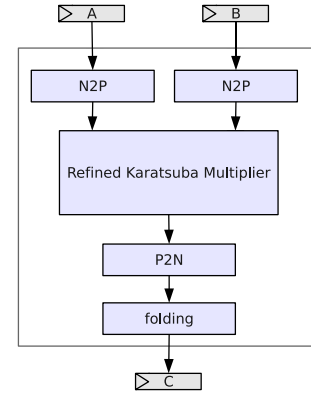 A
B
N2P
N2P
Refined Karatsuba Multiplier
P2N
folding
C